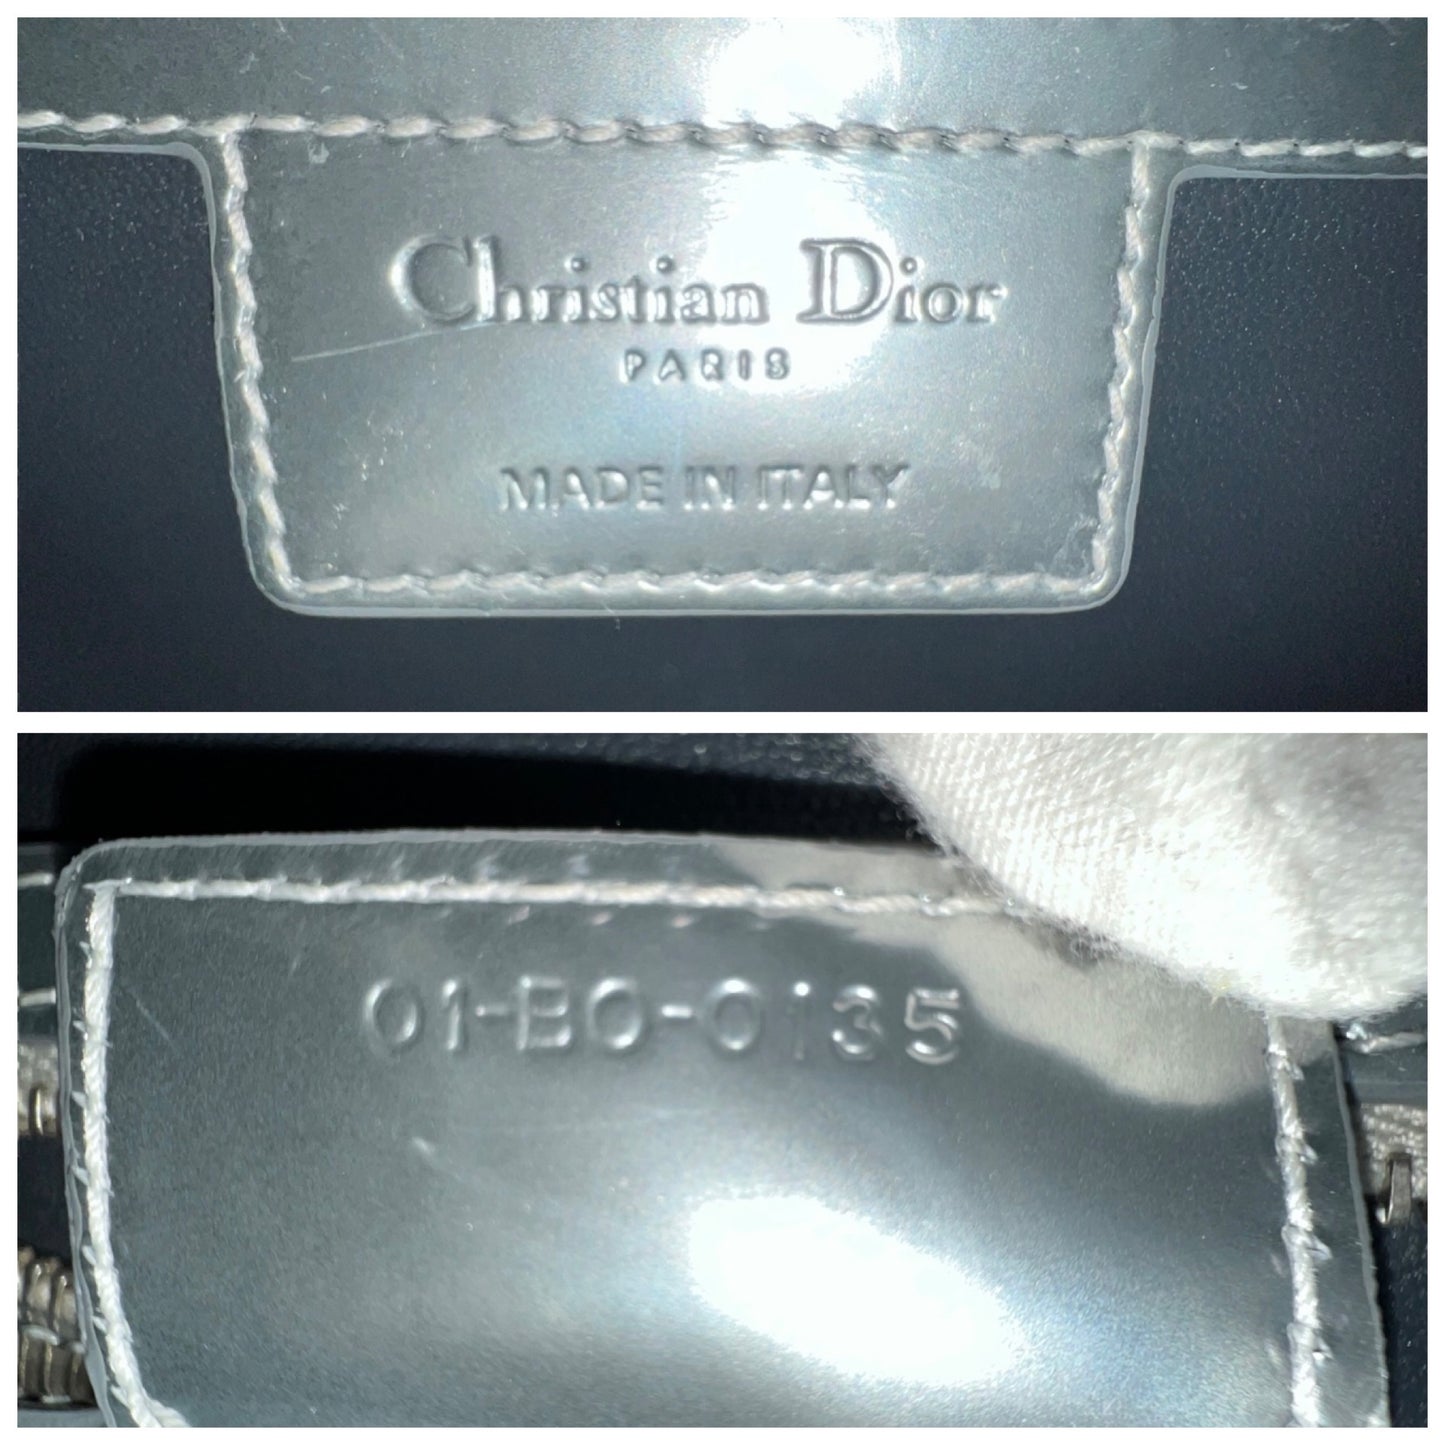 Christian Dior
PARIS
MADE IN ITALY
01-BO-0135